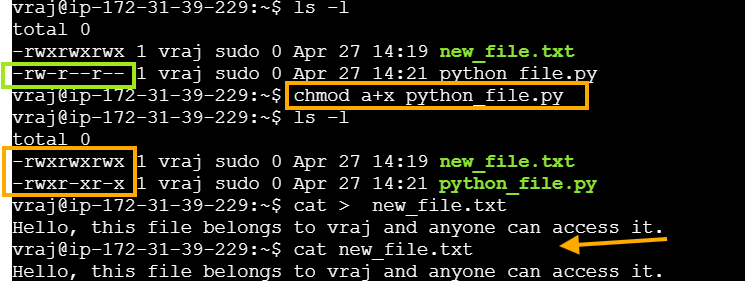 vraj@ip-172-31-39-229:~$ ls -l
total 0
-rwxrwxrwx 1 vraj sudo 0 Apr 27 14:19 new_file.txt
-rw-r--r-- 1 vraj sudo 0 Apr 27 14:21 python_file.py
vraj@ip-172-31-39-229:~$ chmod a+x python_file.py
vraj@ip-172-31-39-229:~$ ls -l
total 0
-rwxrwxrwx 1 vraj sudo 0 Apr 27 14:19 new_file.txt
-rwxr-xr-x 1 vraj sudo 0 Apr 27 14:21 python_file.py
vraj@ip-172-31-39-229:~$ cat >  new_file.txt
Hello, this file belongs to vraj and anyone can access it.
vraj@ip-172-31-39-229:~$ cat new_file.txt
Hello, this file belongs to vraj and anyone can access it.